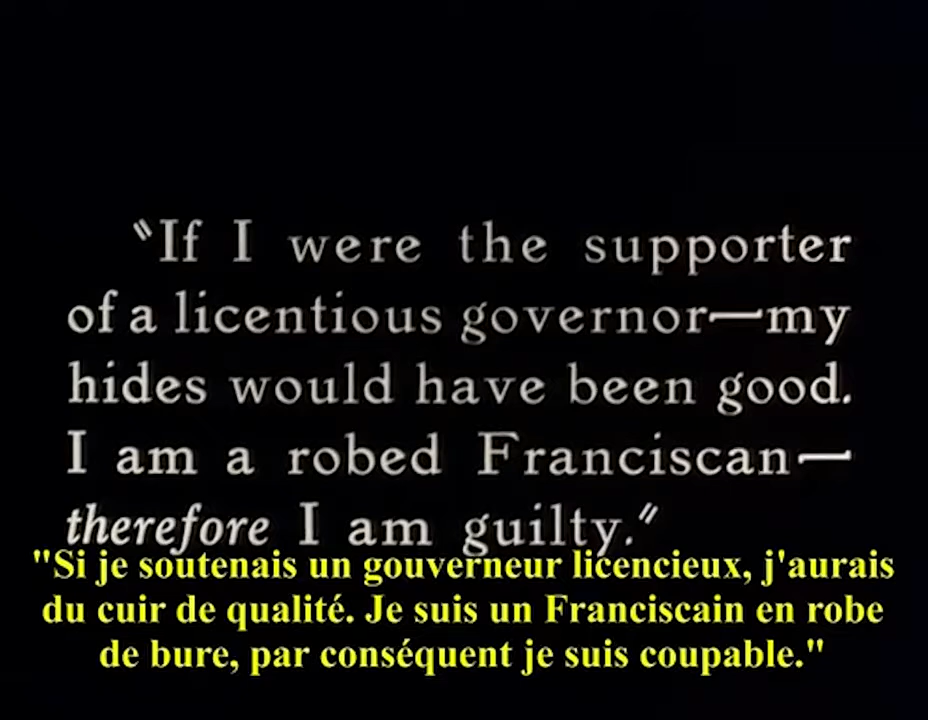 "If I were the supporter
of a licentious governor—my
hides would have been good.
I am a robed Franciscan—
therefore I am guilty."
"Si je soutenais un gouverneur licencieux, j'aurais
du cuir de qualité. Je suis un Franciscain en robe
de bure, par conséquent je suis coupable."